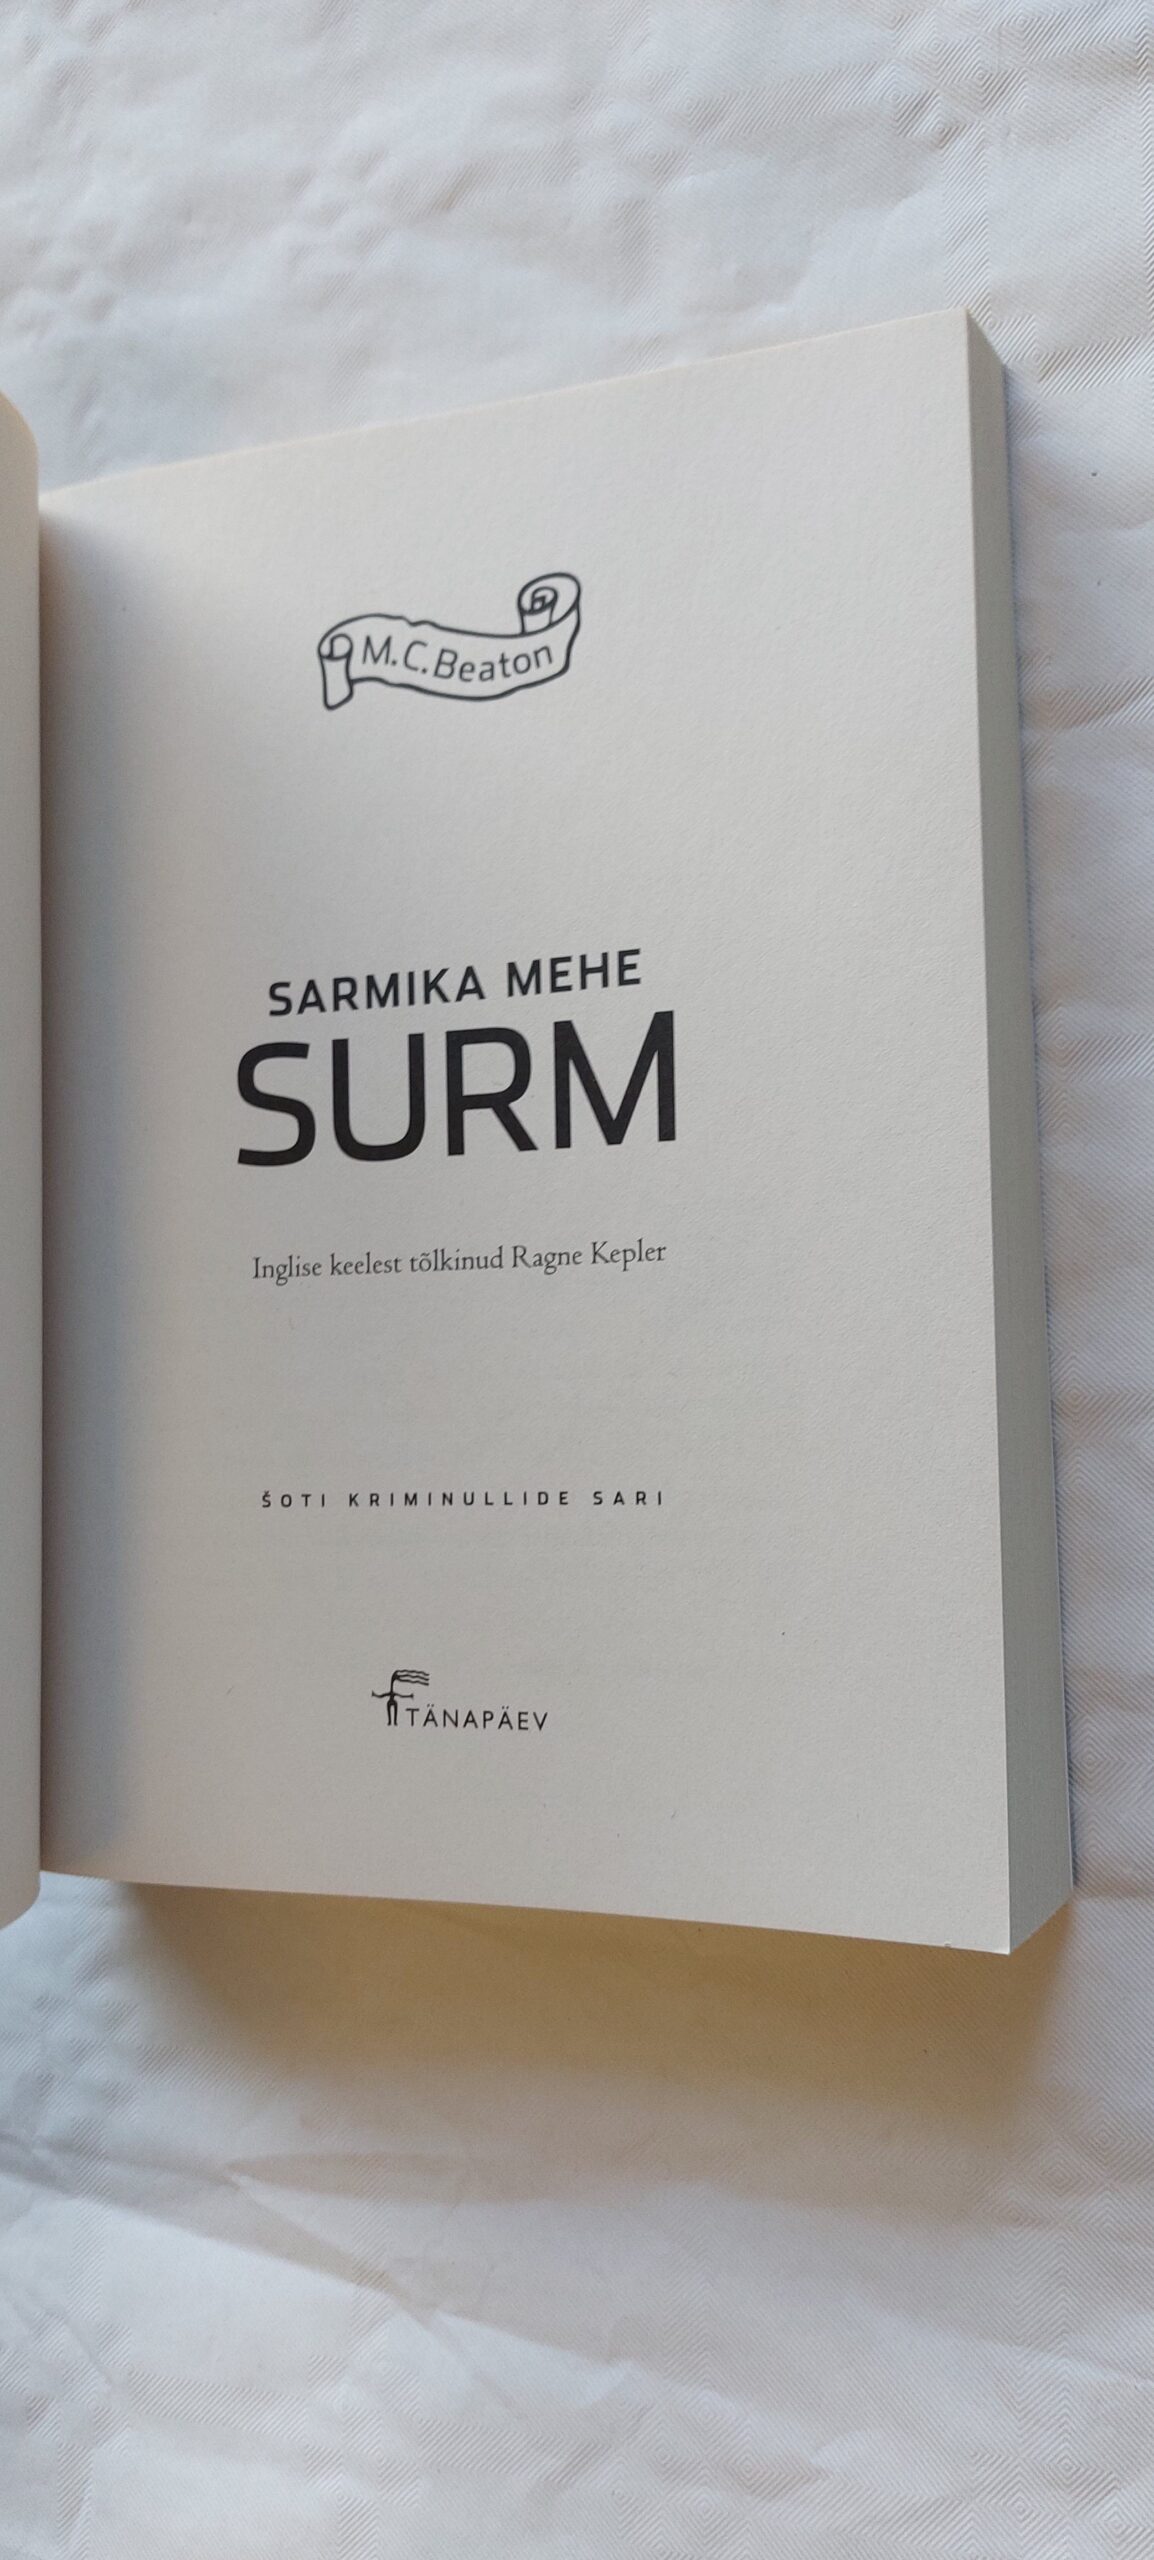 M.C.Beaton
SARMIKA MEHE
SURM
Inglise keelest tõlkinud Ragne Kepler
ŠOTI KRIMINULLIDE SARI
TÄNAPÄEV